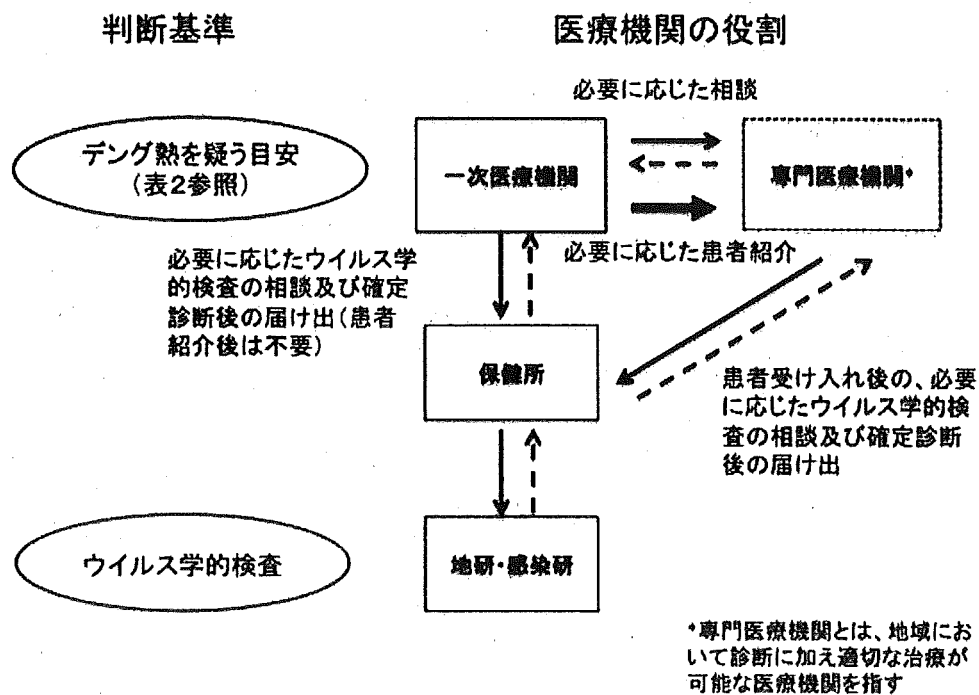 判断基準
医療機関の役割
必要に応じた相談
デング熱を疑う目安
(表2参照)
一次医療機関
専門医療機関*
必要に応じた患者紹介
必要に応じたウイルス学
的検査の相談及び確定
診断後の届け出(患者
紹介後は不要)
保健所
患者受け入れ後の、必要
に応じたウイルス学的検
査の相談及び確定診断
後の届け出
ウイルス学的検査
地研・感染研
*専門医療機関とは、地域にお
いて診断に加え適切な治療が
可能な医療機関を指す